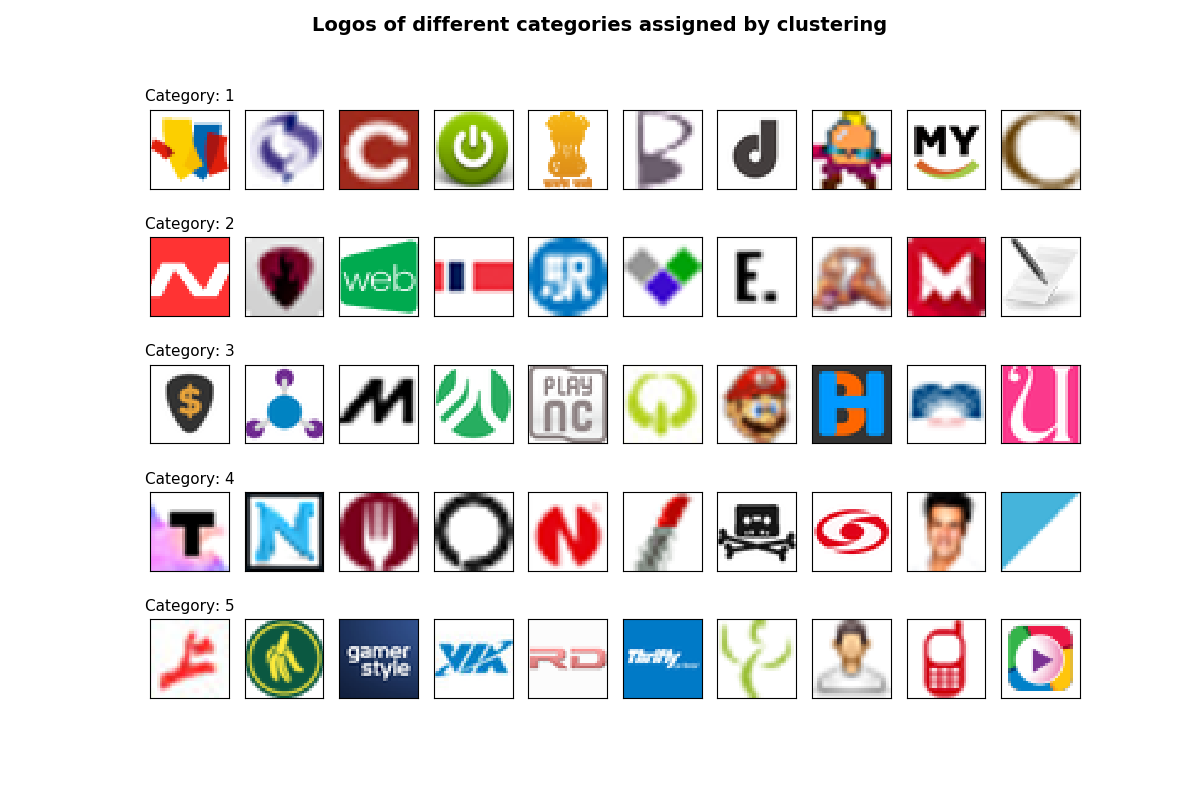 Logos of different categories assigned by clustering
Category: 1
C
d
MY
C
Category: 2
web
E.
Category: 3
$
M
PLAY
NC
U
Category: 4
T
N
N
Category: 5
gamer
style
VIA
RD
Thrifty